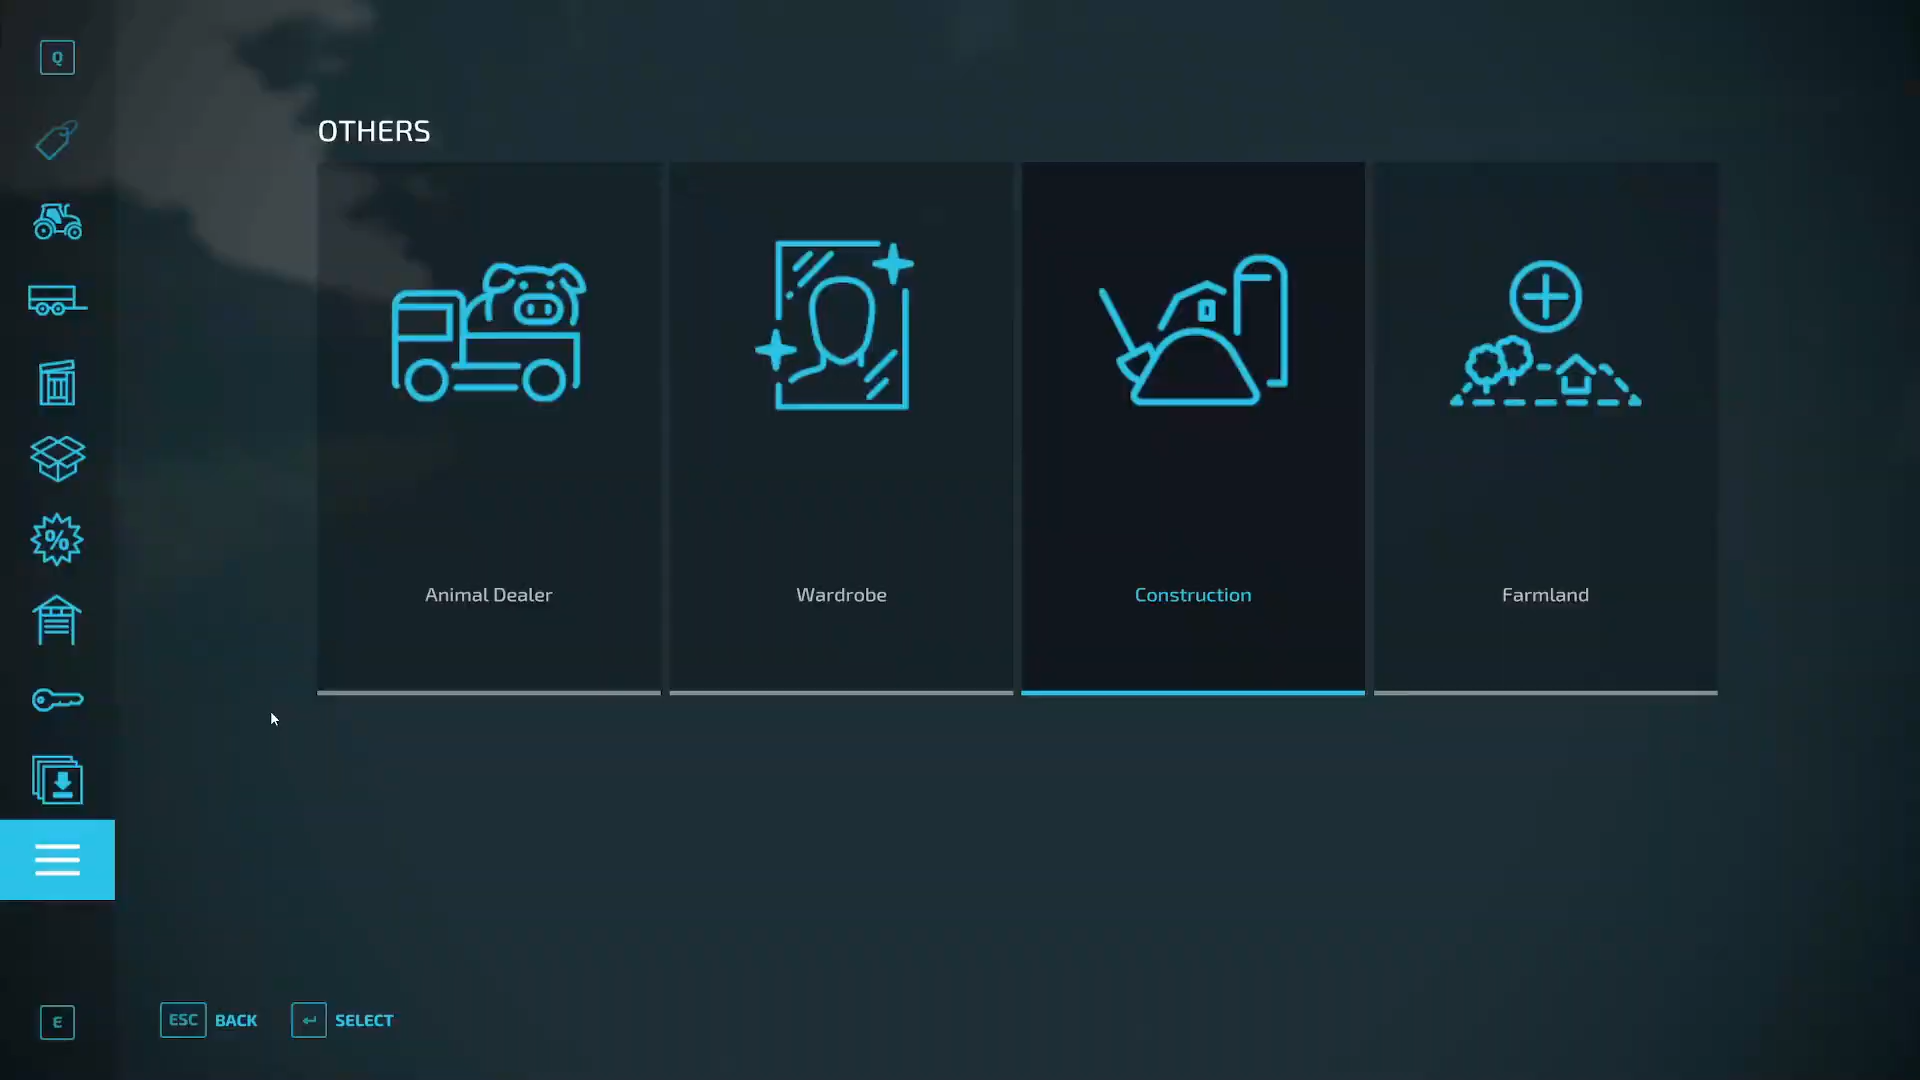 Q
OTHERS
%
Animal Dealer
Wardrobe
Construction
Farmland
E
ESC BACK
SELECT